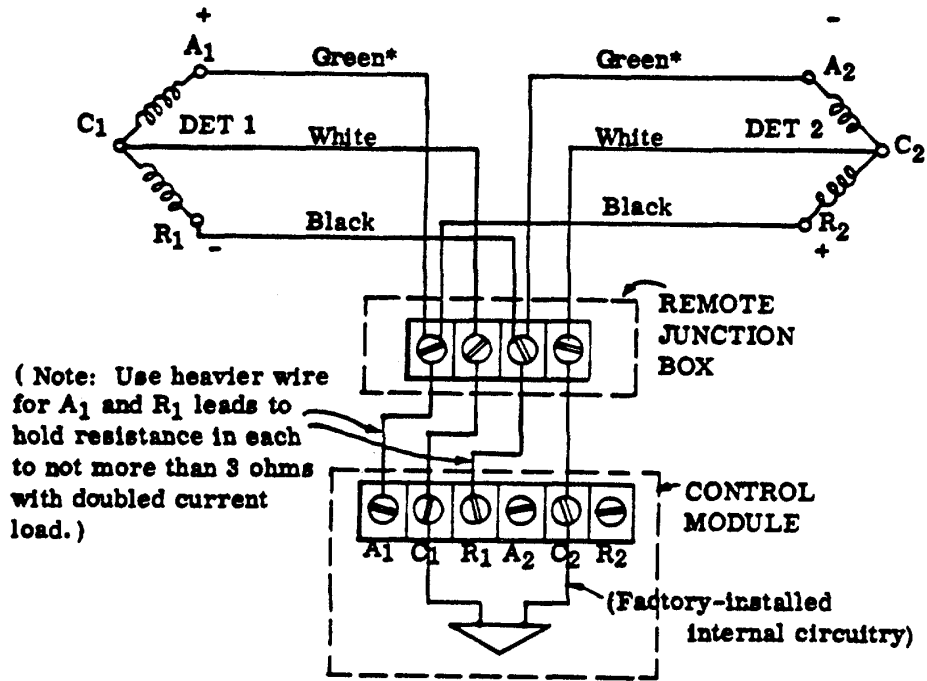 +
A1
Green*
C1
DET 1
White
R1
-
Black
-
Green*
A2
DET 2
White
C2
Black
R2
+
REMOTE
JUNCTION
BOX
( Note: Use heavier wire
for A1 and R1 leads to
hold resistance in each
to not more than 3 ohms
with doubled current
load. )
CONTROL
MODULE
A1 C1 R1 A2 C2 R2
(Factory-installed
internal circuitry)